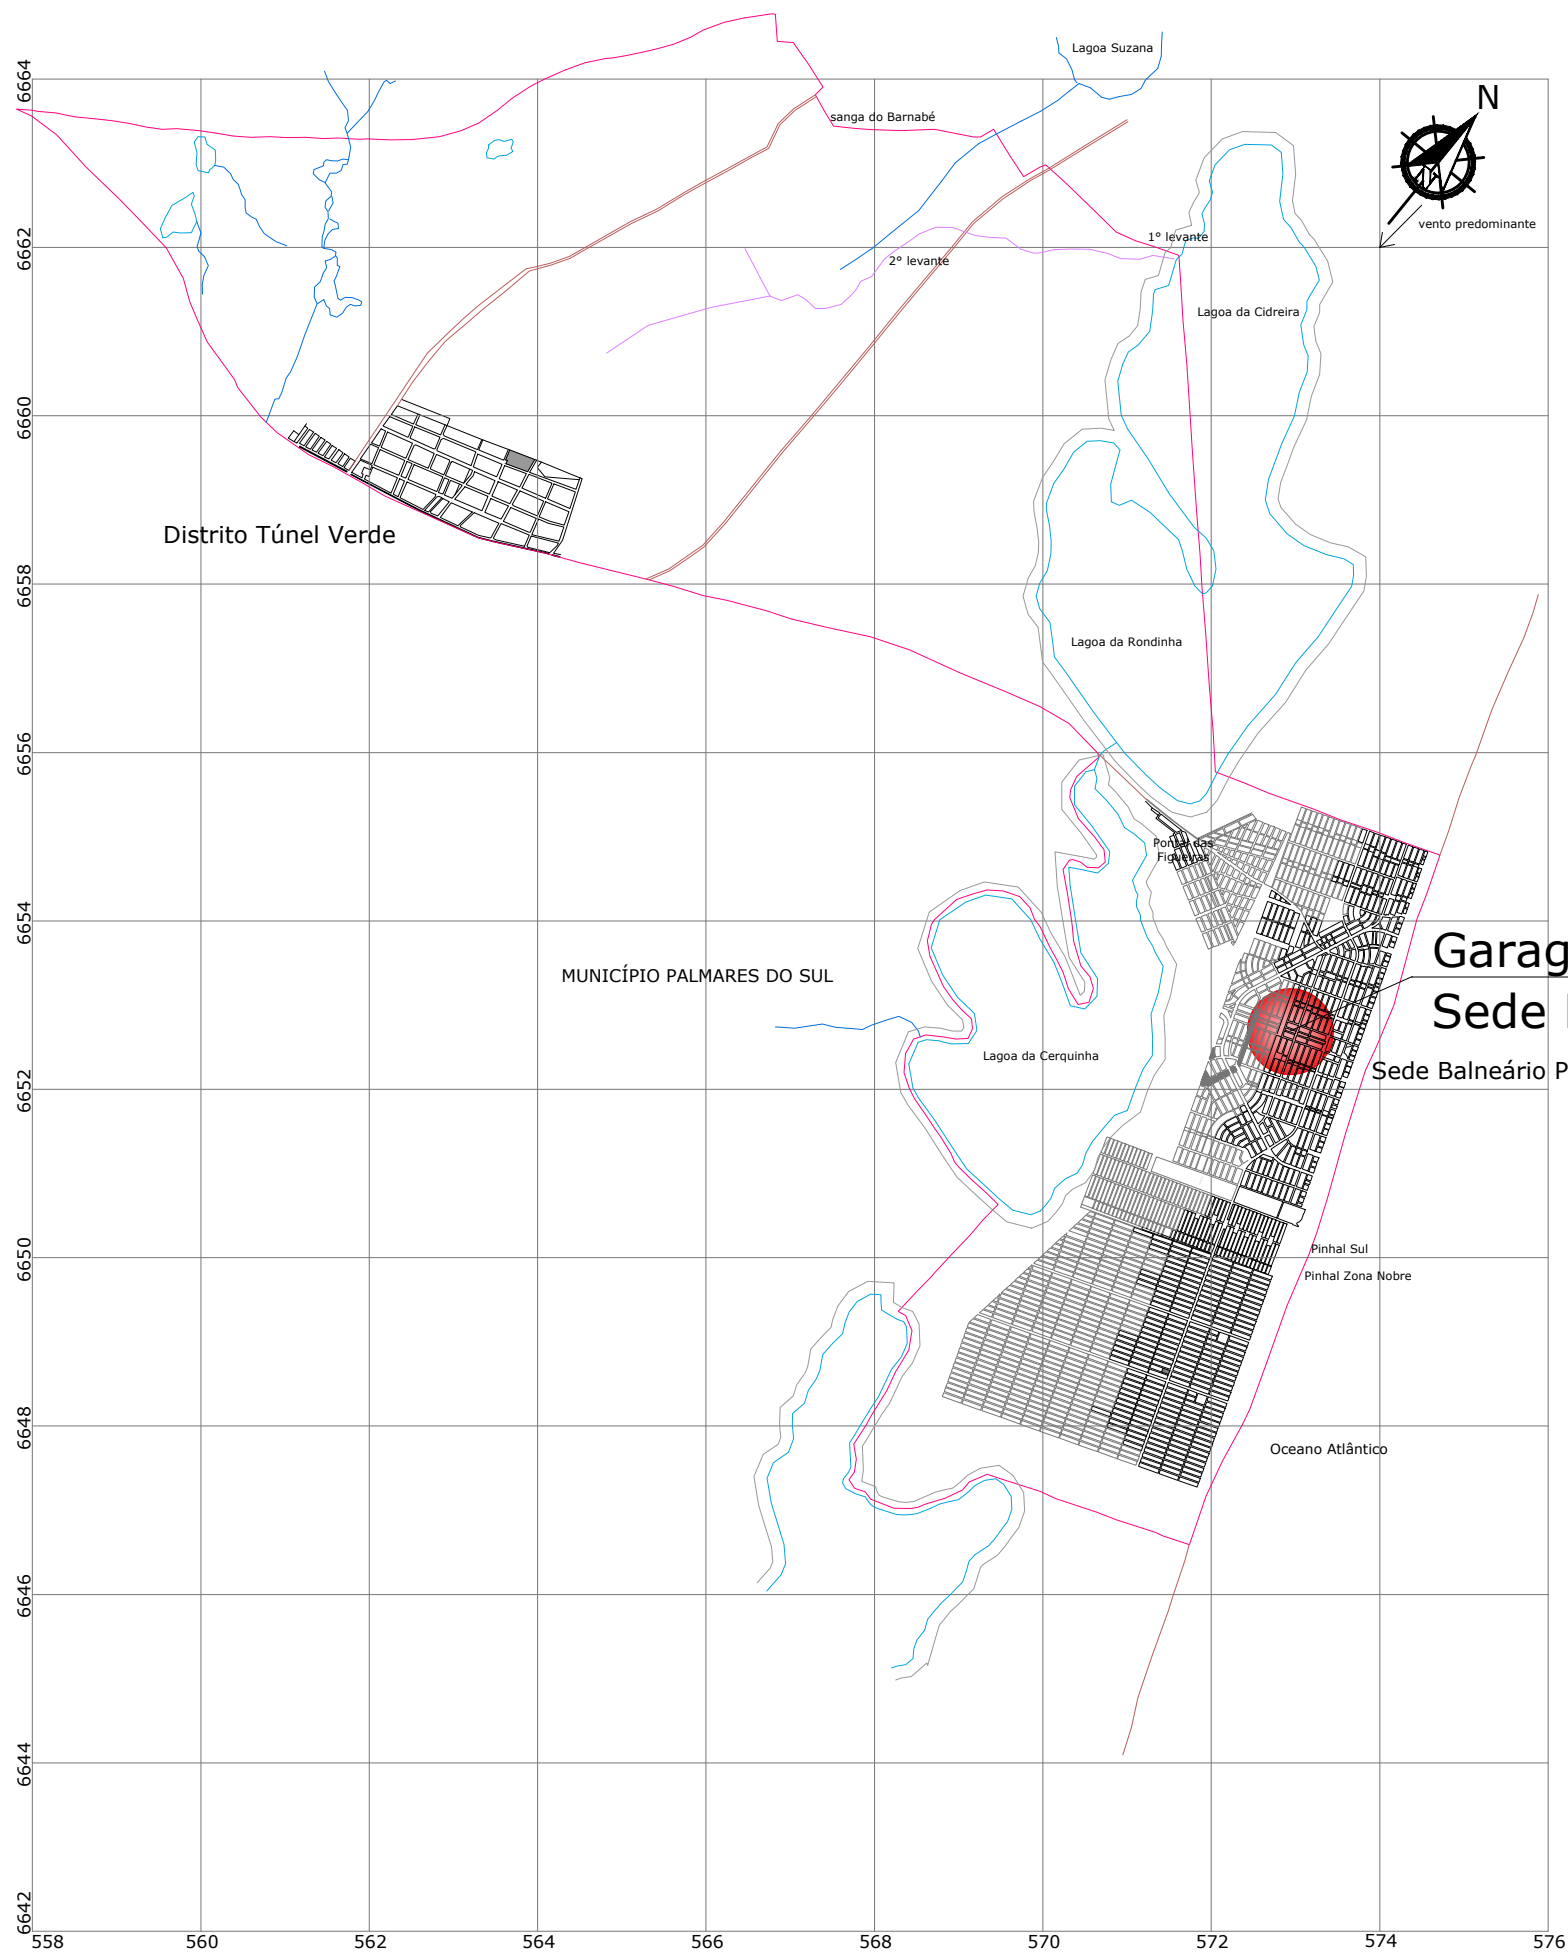 Lagoa Suzana
6664
N
sanga do Barnabé
vento predominante
1° levante
6662
2° levante
Lagoa da Cidreira
6660
Distrito Túnel Verde
6658
Lagoa da Rondinha
6656
Pontal das
Figueiras
6654
Garag
MUNICÍPIO PALMARES DO SUL
Sede
Lagoa da Cerquinha
Sede Balneário P
6652
6650
Pinhal Sul
Pinhal Zona Nobre
6648
Oceano Atlântico
6646
6644
6642
558 560 562 564 566 568 570 572 574 576